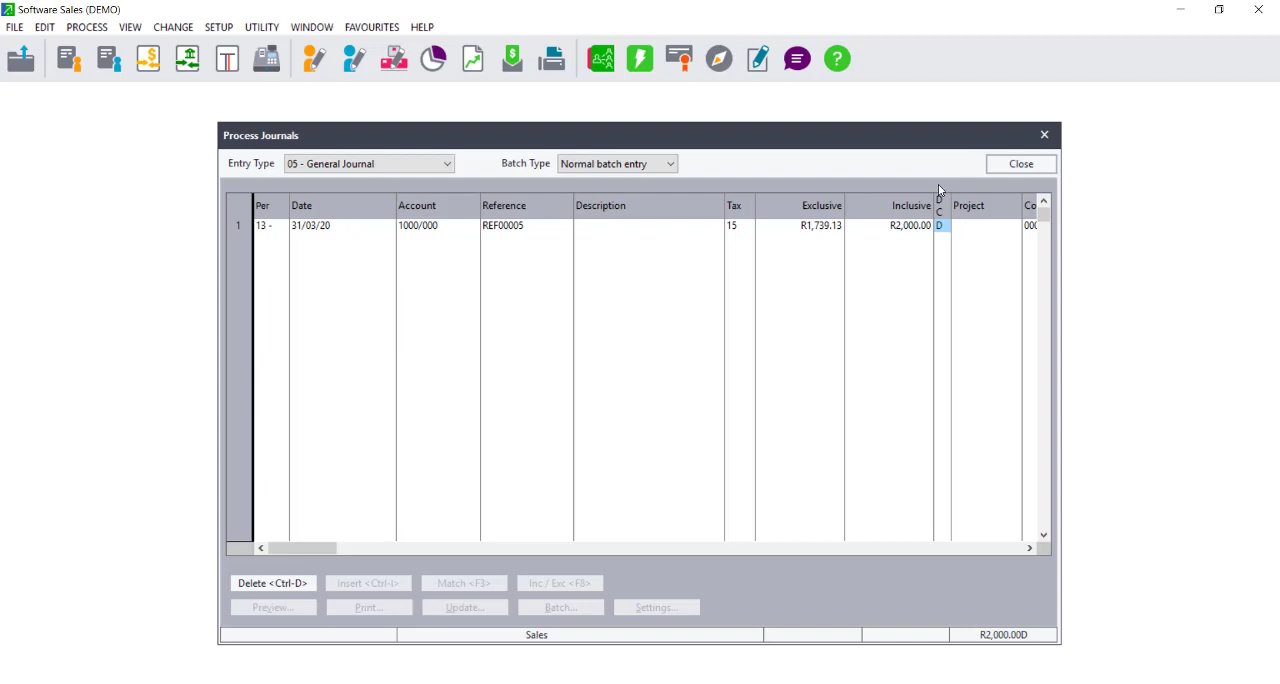 Software Sales (DEMO)
FILE EDIT PROCESS VIEW CHANGE SETUP UTILITY WINDOW FAVOURITES HELP
Process Journals
Entry Type 05 - General Journal Batch Type Normal batch entry Close
Per Date Account Reference Description Tax Exclusive Inclusive D C Project Co
1 13 - 31/03/20 1000/000 REF00005 15 R1,739.13 R2,000.00 D 000
Delete <Ctrl-D> Insert <Ctrl-I> Match <F3> Inc / Exc <F8>
Preview... Print... Update... Batch... Settings...
Sales R2,000.00D